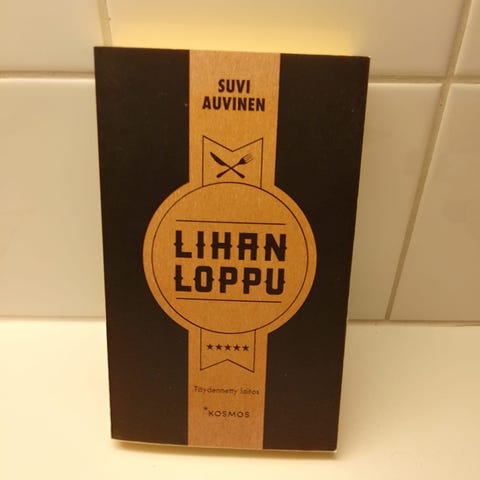 SUVI
AUVINEN
LIHAN
LOPPU
Täydennetty laitos
*KOSMOS